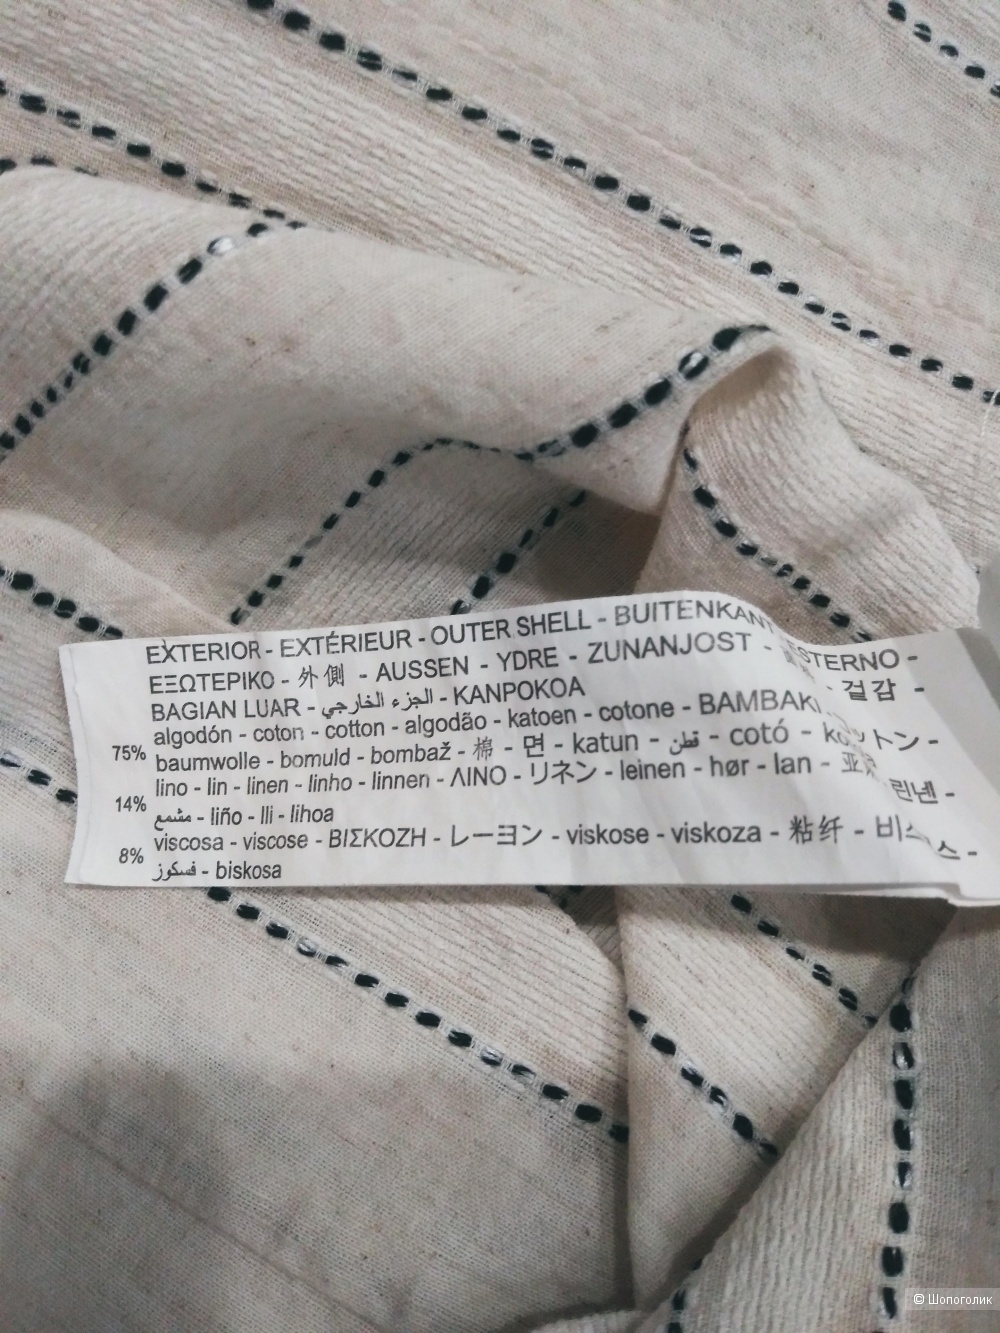 EXTERIOR - EXTÉRIEUR - OUTER SHELL - BUITENKANT ESTERNO -
ΕΞΩΤΕΡΙΚΟ - 外側 - AUSSEN - YDRE - ZUNANJOST - - 겉감 -
BAGIAN LUAR - الجزء الخارجي - KANPOKOA
75% algodón - coton - cotton - algodão - katoen - cotone - ΒΑΜΒΑΚΙ
baumwolle - bomuld - bombaž - 棉 - 면 - katun - قطن - cotó -
14% lino - lin - linen - linho - linnen - ΛΙΝΟ - リネン - leinen - hør - lan - 린넨 -
مشمع - liño - lli - lihoa
8% viscosa - viscose - ΒΙΣΚΟΖΗ - レーヨン - viskose - viskoza - 粘纤 -
فسكوز - biskosa
© Шопоголик